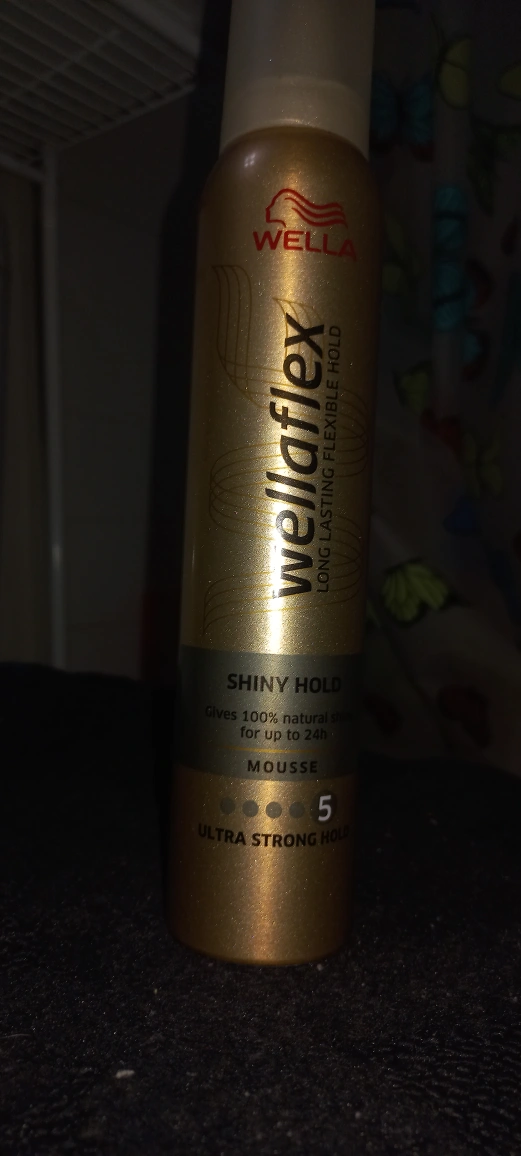 WELLA
wellaflex
LONG LASTING FLEXIBLE HOLD
SHINY HOLD
Gives 100% natural
for up to 24h
MOUSSE
5
ULTRA STRONG HOLD